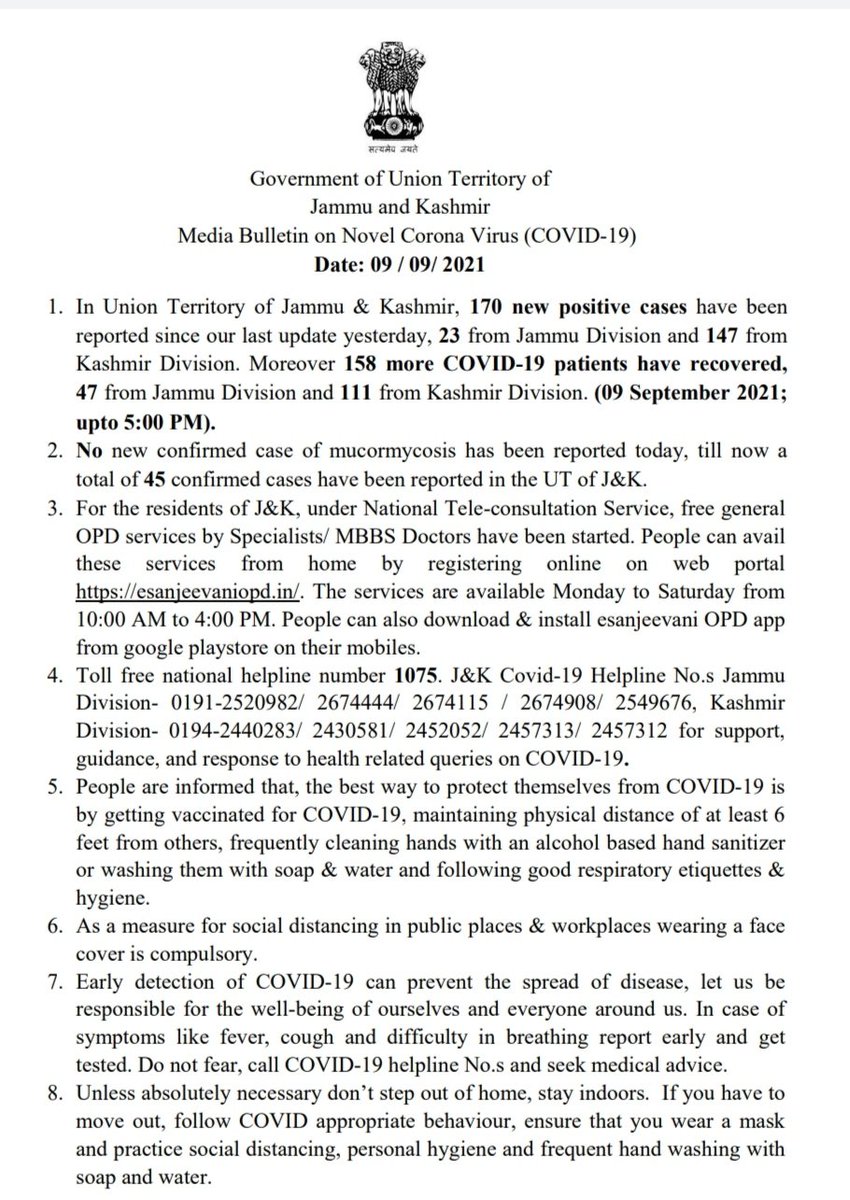 सत्यमेव जयते
Government of Union Territory of
Jammu and Kashmir
Media Bulletin on Novel Corona Virus (COVID-19)
Date: 09 / 09/ 2021
1. In Union Territory of Jammu & Kashmir, 170 new positive cases have been
reported since our last update yesterday, 23 from Jammu Division and 147 from
Kashmir Division. Moreover 158 more COVID-19 patients have recovered,
47 from Jammu Division and 111 from Kashmir Division. (09 September 2021;
upto 5:00 PM).
2. No new confirmed case of mucormycosis has been reported today, till now a
total of 45 confirmed cases have been reported in the UT of J&K.
3. For the residents of J&K, under National Tele-consultation Service, free general
OPD services by Specialists/ MBBS Doctors have been started. People can avail
these services from home by registering online on web portal
https://esanjeevaniopd.in/. The services are available Monday to Saturday from
10:00 AM to 4:00 PM. People can also download & install esanjeevani OPD app
from google playstore on their mobiles.
4. Toll free national helpline number 1075. J&K Covid-19 Helpline No.s Jammu
Division- 0191-2520982/ 2674444/ 2674115 / 2674908/ 2549676, Kashmir
Division- 0194-2440283/ 2430581/ 2452052/ 2457313/ 2457312 for support,
guidance, and response to health related queries on COVID-19.
5. People are informed that, the best way to protect themselves from COVID-19 is
by getting vaccinated for COVID-19, maintaining physical distance of at least 6
feet from others, frequently cleaning hands with an alcohol based hand sanitizer
or washing them with soap & water and following good respiratory etiquettes &
hygiene.
6. As a measure for social distancing in public places & workplaces wearing a face
cover is compulsory.
7. Early detection of COVID-19 can prevent the spread of disease, let us be
responsible for the well-being of ourselves and everyone around us. In case of
symptoms like fever, cough and difficulty in breathing report early and get
tested. Do not fear, call COVID-19 helpline No.s and seek medical advice.
8. Unless absolutely necessary don't step out of home, stay indoors. If you have to
move out, follow COVID appropriate behaviour, ensure that you wear a mask
and practice social distancing, personal hygiene and frequent hand washing with
soap and water.